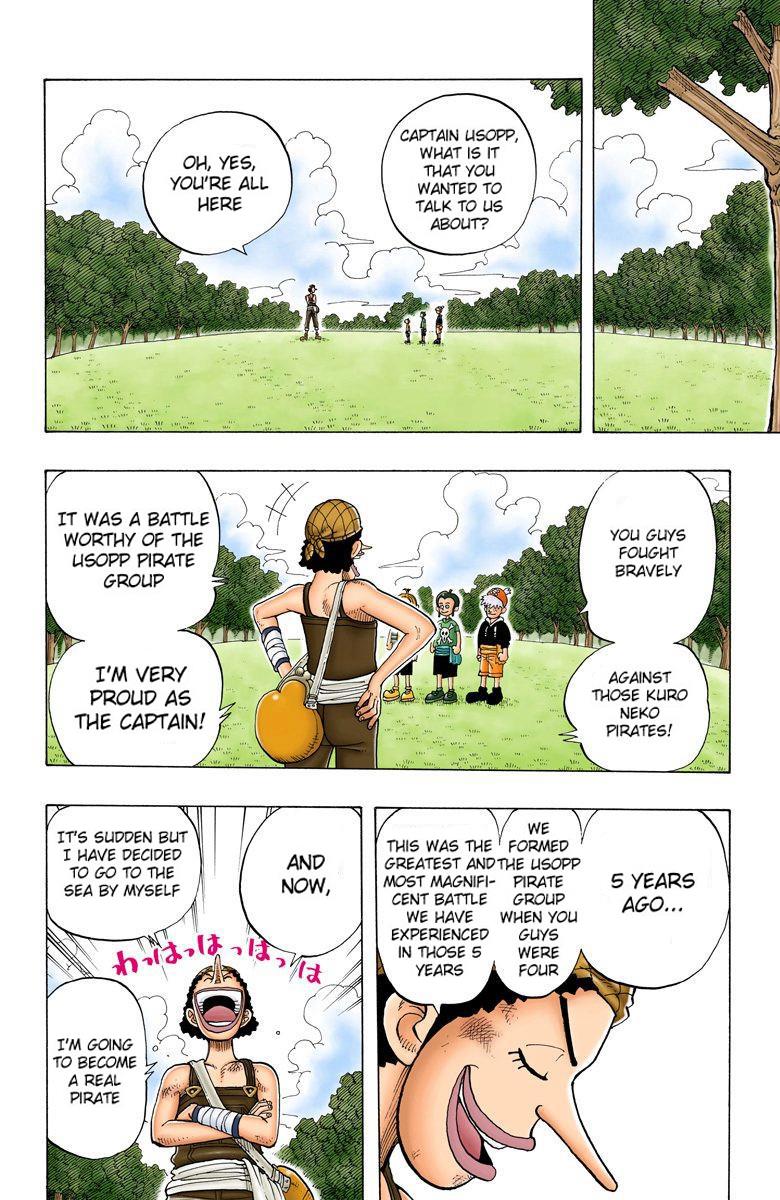 CAPTAIN USOPP,
WHAT IS IT
THAT YOU
WANTED TO
TALK TO US
ABOUT?
OH, YES,
YOU'RE ALL
HERE
YOU GUYS
FOUGHT
BRAVELY
AGAINST
THOSE KURO
NEKO
PIRATES!
IT WAS A BATTLE
WORTHY OF THE
USOPP PIRATE
GROUP
I'M VERY
PROUD AS
THE CAPTAIN!
5 YEARS
AGO...
WE
FORMED
THE USOPP
PIRATE
GROUP
WHEN YOU
GUYS
WERE
FOUR
THIS WAS THE
GREATEST AND
MOST MAGNIFI-
CENT BATTLE
WE HAVE
EXPERIENCED
IN THOSE 5
YEARS
AND
NOW,
IT'S SUDDEN BUT
I HAVE DECIDED
TO GO TO THE
SEA BY MYSELF
わっはっはっはっは
I'M GOING
TO BECOME
A REAL
PIRATE